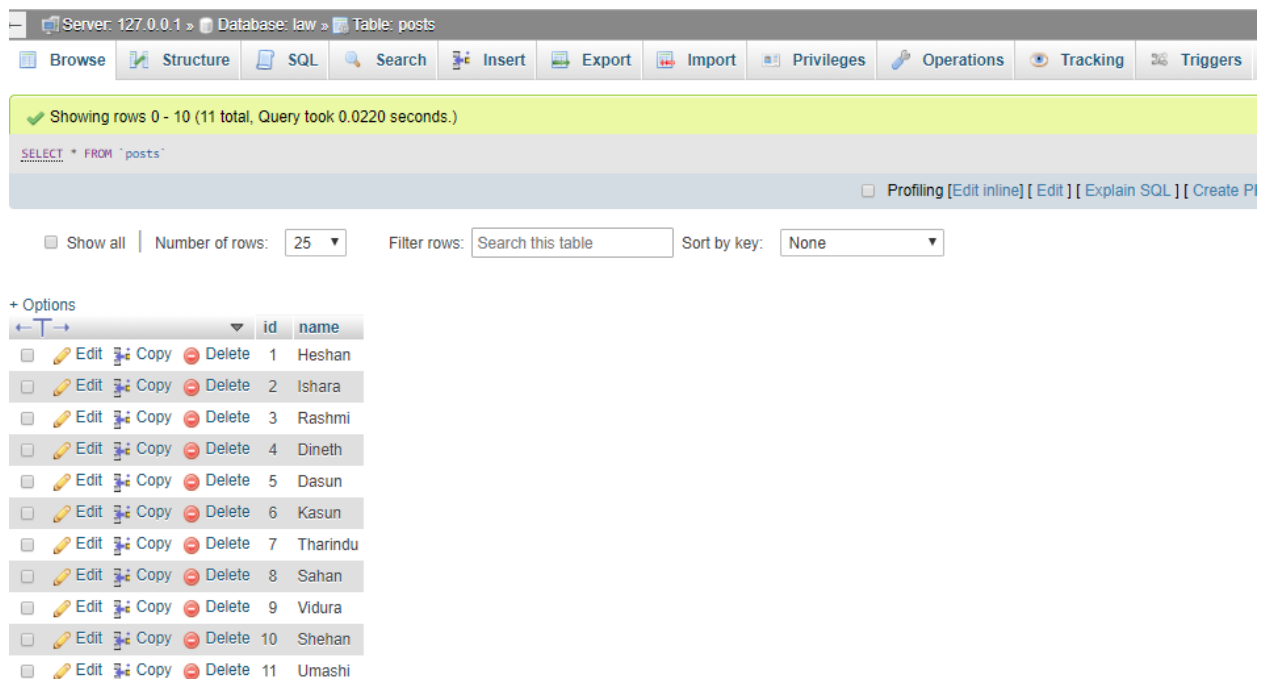 Server: 127.0.0.1 » Database: law » Table: posts
Browse Structure SQL Search Insert Export Import Privileges Operations Tracking Triggers
Showing rows 0 - 10 (11 total, Query took 0.0220 seconds.)
SELECT * FROM `posts`
Profiling [Edit inline] [ Edit ] [ Explain SQL ] [ Create
Show all | Number of rows: 25 Filter rows: Search this table Sort by key: None
+ Options
←T→ id name
Edit Copy Delete 1 Heshan
Edit Copy Delete 2 Ishara
Edit Copy Delete 3 Rashmi
Edit Copy Delete 4 Dineth
Edit Copy Delete 5 Dasun
Edit Copy Delete 6 Kasun
Edit Copy Delete 7 Tharindu
Edit Copy Delete 8 Sahan
Edit Copy Delete 9 Vidura
Edit Copy Delete 10 Shehan
Edit Copy Delete 11 Umashi